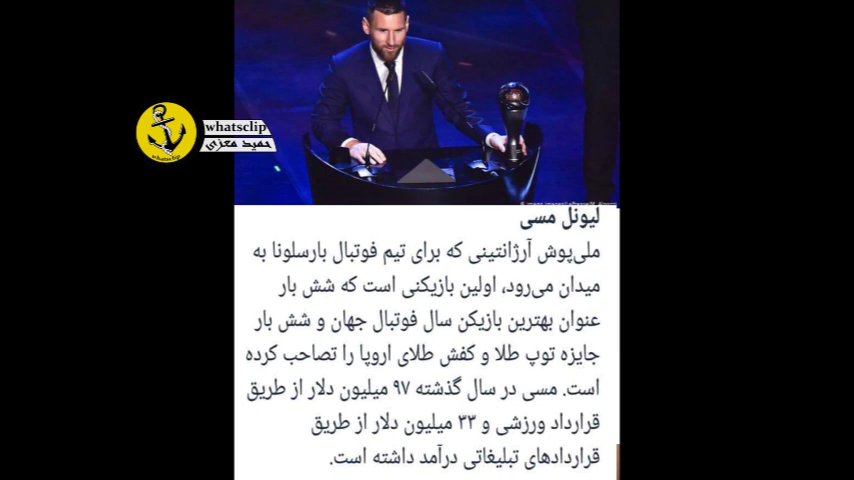 whatsclip
حمید معزی
whatsclip
لیونل مسی
ملی‌پوش آرژانتینی که برای تیم فوتبال بارسلونا به
میدان می‌رود، اولین بازیکنی است که شش بار
عنوان بهترین بازیکن سال فوتبال جهان و شش بار
جایزه توپ طلا و کفش طلای اروپا را تصاحب کرده
است. مسی در سال گذشته ۹۷ میلیون دلار از طریق
قرارداد ورزشی و ۳۳ میلیون دلار از طریق
قراردادهای تبلیغاتی درآمد داشته است.